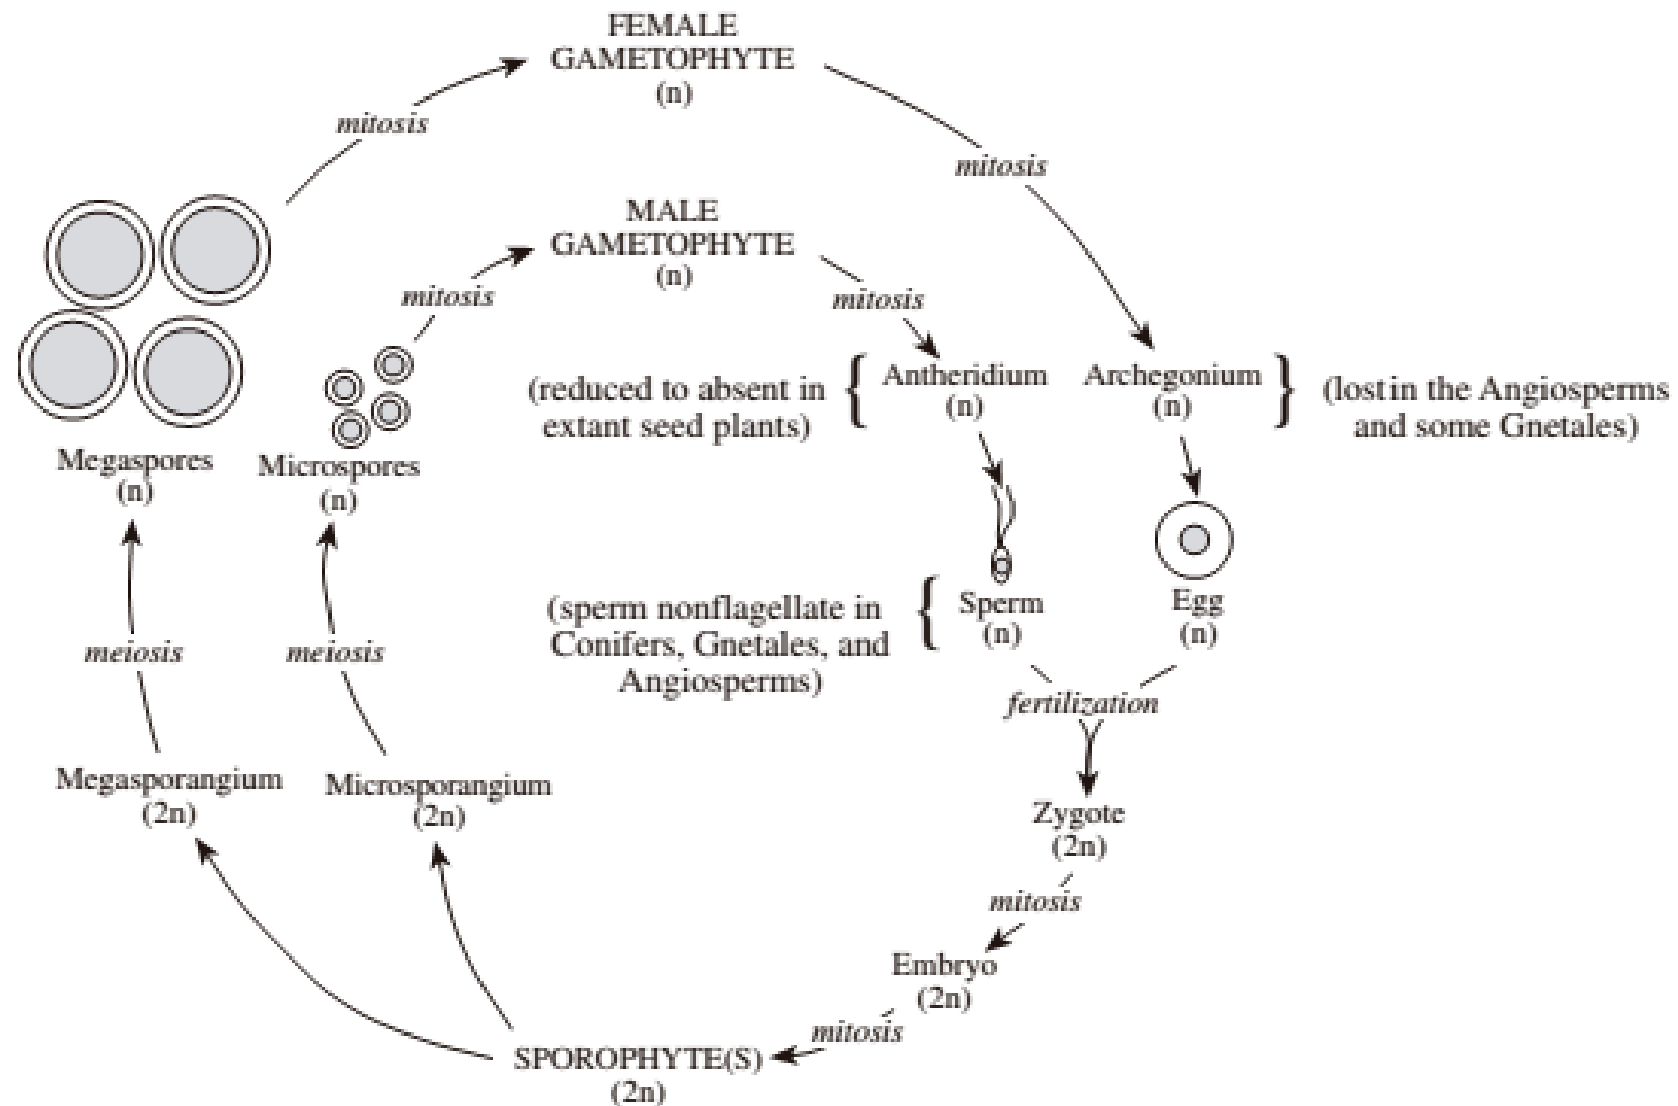 FEMALE
GAMETOPHYTE
(n)
mitosis
mitosis
MALE
GAMETOPHYTE
(n)
mitosis
mitosis
(reduced to absent in
extant seed plants)
{
Antheridium
(n)
Archegonium
(n)
}
(lost in the Angiosperms
and some Gnetales)
Megaspores
(n)
Microspores
(n)
(sperm nonflagellate in
Conifers, Gnetales, and
Angiosperms)
{
Sperm
(n)
Egg
(n)
meiosis
meiosis
fertilization
Megasporangium
(2n)
Microsporangium
(2n)
Zygote
(2n)
mitosis
Embryo
(2n)
mitosis
SPOROPHYTE(S)
(2n)